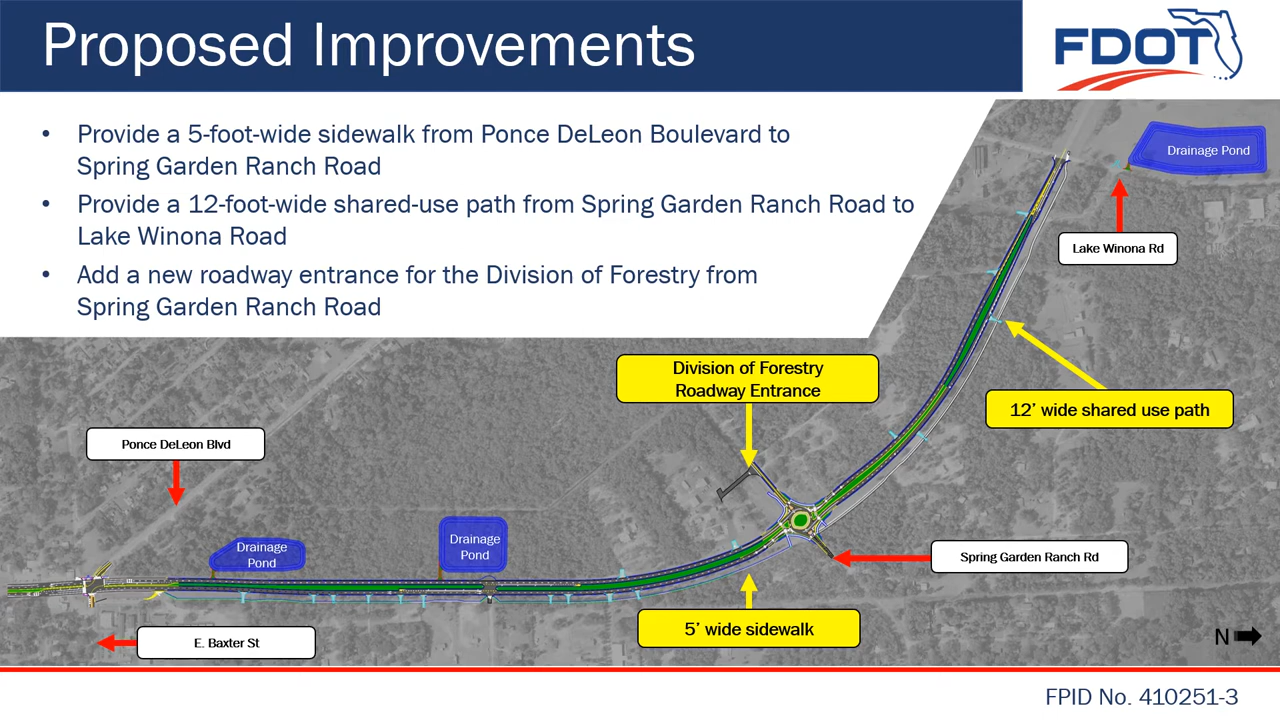 Proposed Improvements
FDOT
• Provide a 5-foot-wide sidewalk from Ponce DeLeon Boulevard to
Spring Garden Ranch Road
• Provide a 12-foot-wide shared-use path from Spring Garden Ranch Road to
Lake Winona Road
• Add a new roadway entrance for the Division of Forestry from
Spring Garden Ranch Road
Drainage Pond
Lake Winona Rd
Division of Forestry
Roadway Entrance
12’ wide shared use path
Ponce DeLeon Blvd
Drainage
Pond
Drainage
Pond
Spring Garden Ranch Rd
5’ wide sidewalk
E. Baxter St
N
FPID No. 410251-3